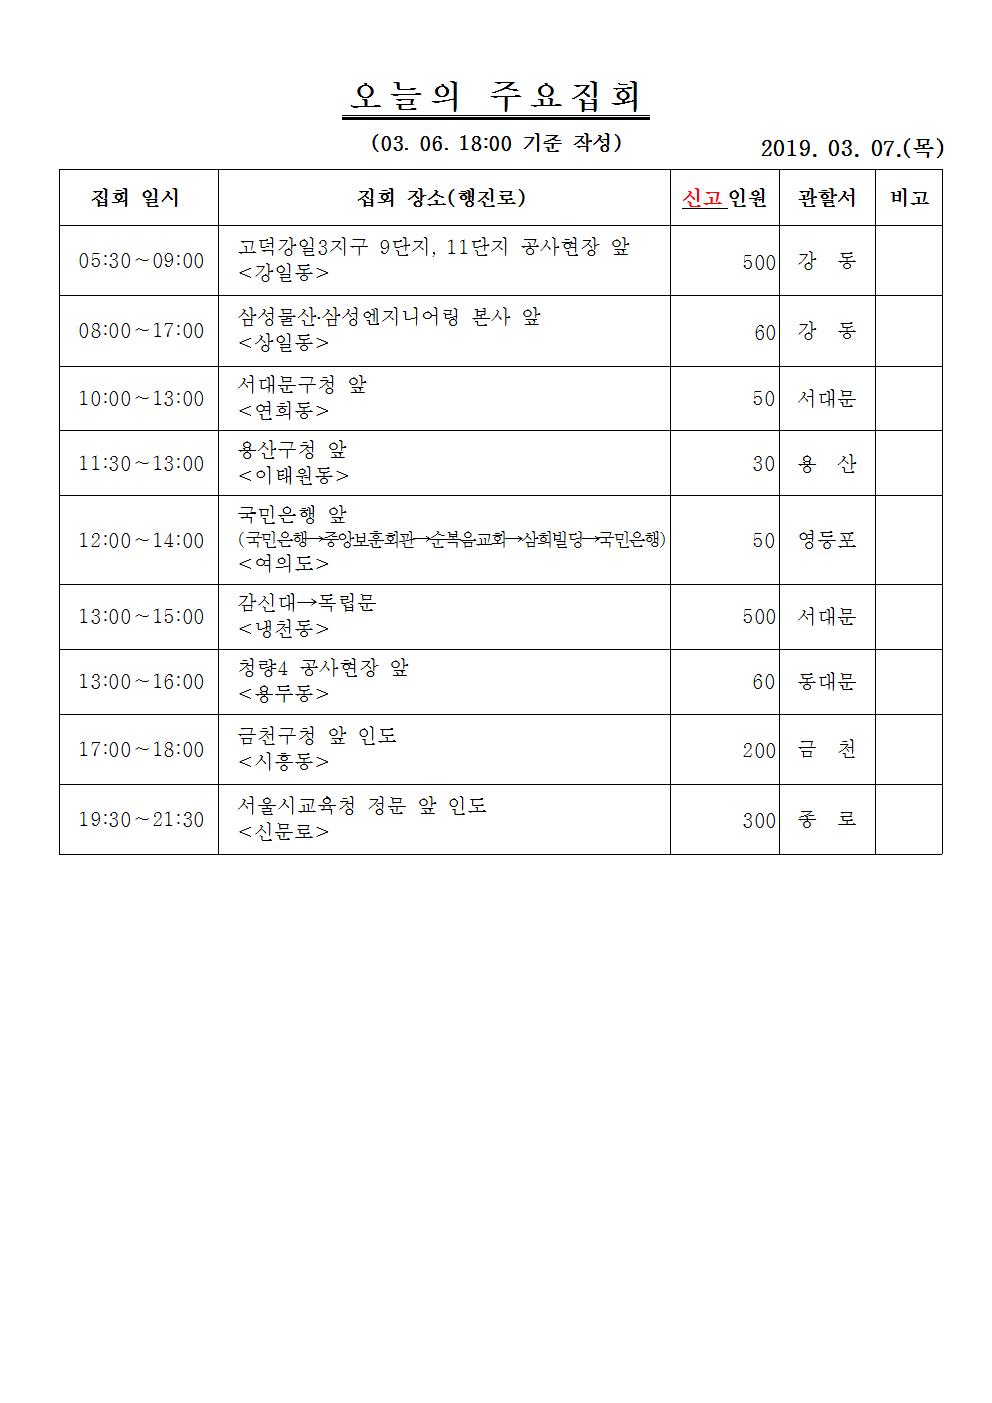 오늘의 주요집회
(03. 06. 18:00 기준 작성)
2019. 03. 07.(목)
집회 일시 집회 장소(행진로) 신고인원 관할서 비고
05:30~09:00 고덕강일3지구 9단지, 11단지 공사현장 앞 500 강 동
<강일동>
08:00~17:00 삼성물산·삼성엔지니어링 본사 앞 60 강 동
<상일동>
10:00~13:00 서대문구청 앞 50 서대문
<연희동>
11:30~13:00 용산구청 앞 30 용 산
<이태원동>
국민은행 앞
12:00~14:00 (국민은행→중앙보훈회관→순복음교회→삼희빌딩→국민은행) 50 영등포
<여의도>
13:00~15:00 감신대→독립문 500 서대문
<냉천동>
13:00~16:00 청량4 공사현장 앞 60 동대문
<용두동>
17:00~18:00 금천구청 앞 인도 200 금 천
<시흥동>
19:30~21:30 서울시교육청 정문 앞 인도 300 종 로
<신문로>